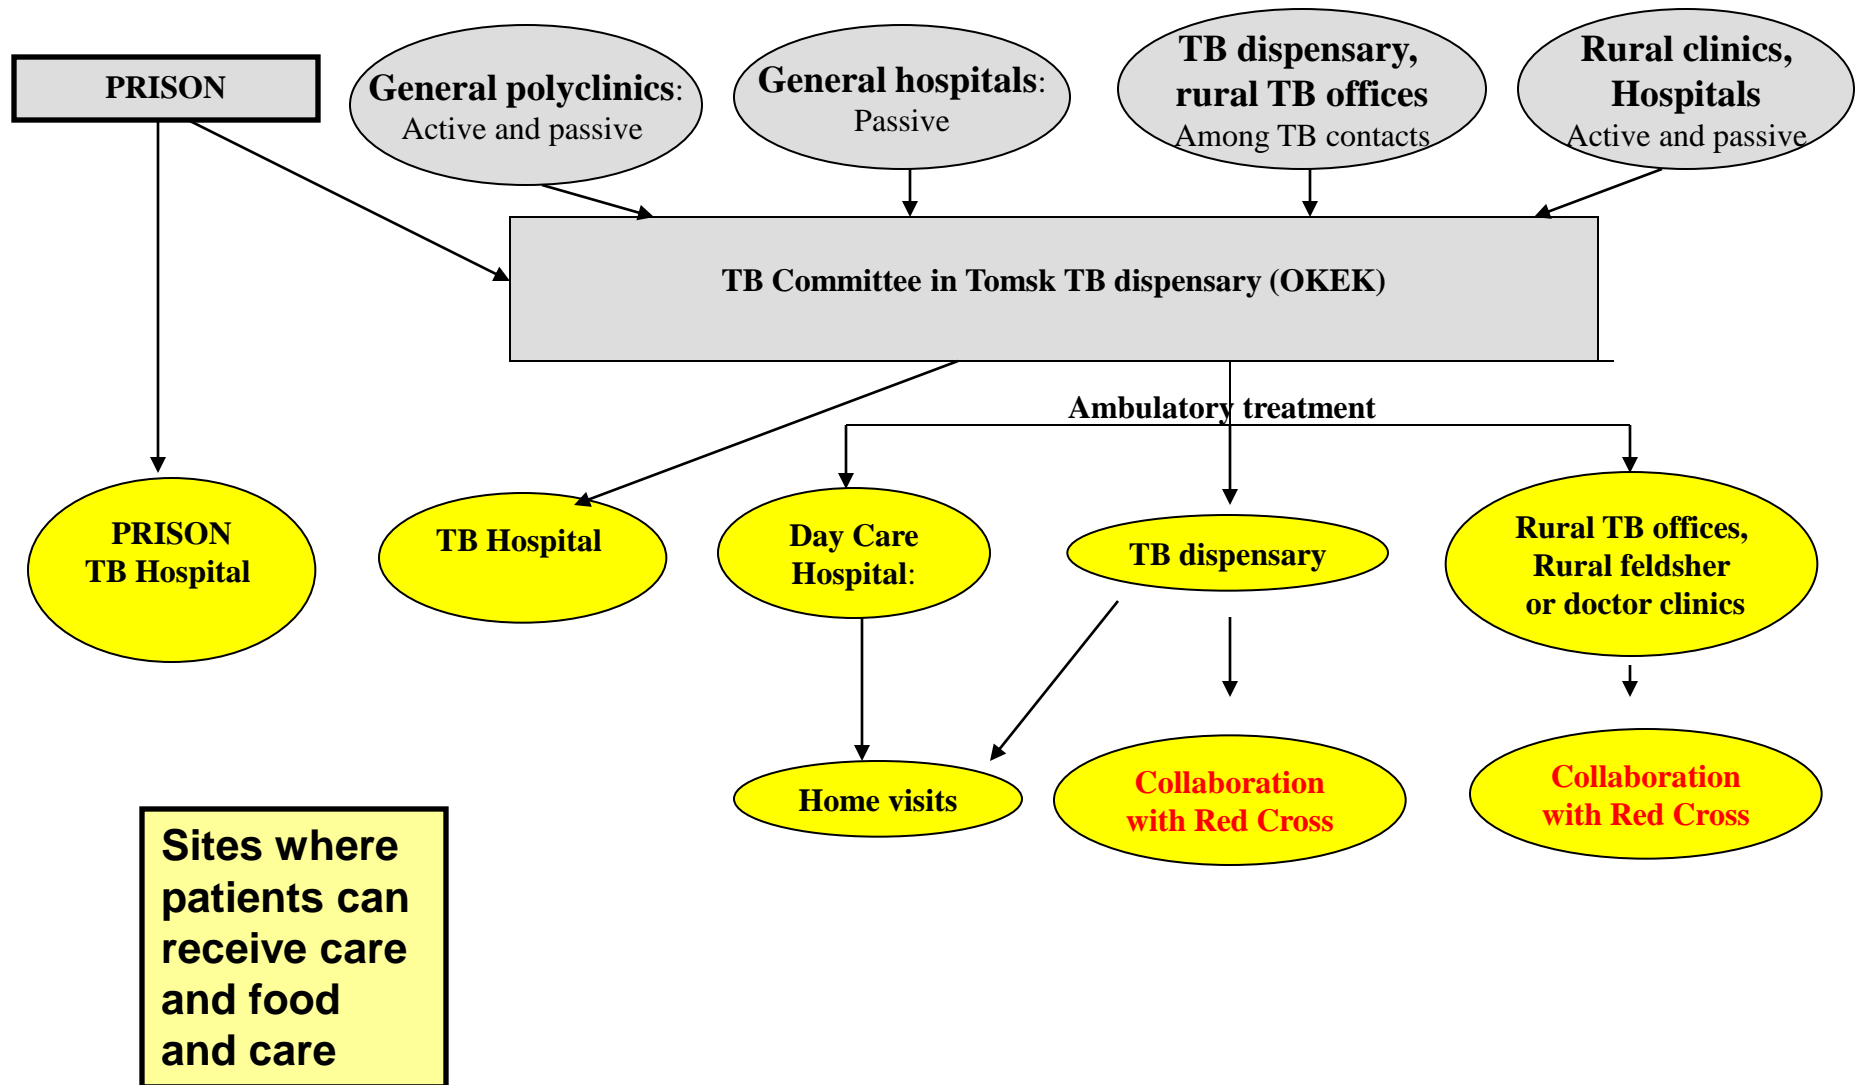 PRISON
General polyclinics:
Active and passive
General hospitals:
Passive
TB dispensary,
rural TB offices
Among TB contacts
Rural clinics,
Hospitals
Active and passive
TB Committee in Tomsk TB dispensary (OKEK)
Ambulatory treatment
PRISON
TB Hospital
TB Hospital
Day Care
Hospital:
TB dispensary
Rural TB offices,
Rural feldsher
or doctor clinics
Home visits
Collaboration
with Red Cross
Collaboration
with Red Cross
Sites where
patients can
receive care
and food
and care